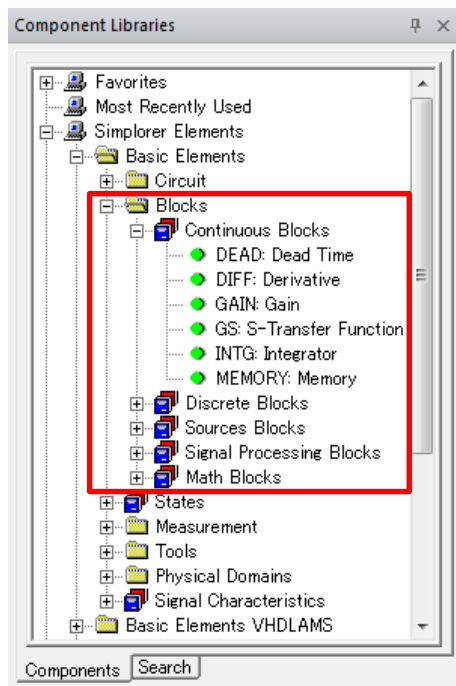 Component Libraries
Favorites
Most Recently Used
Simplorer Elements
Basic Elements
Circuit
Blocks
Continuous Blocks
DEAD: Dead Time
DIFF: Derivative
GAIN: Gain
GS: S-Transfer Function
INTG: Integrator
MEMORY: Memory
Discrete Blocks
Sources Blocks
Signal Processing Blocks
Math Blocks
States
Measurement
Tools
Physical Domains
Signal Characteristics
Basic Elements VHDLAMS
Components Search